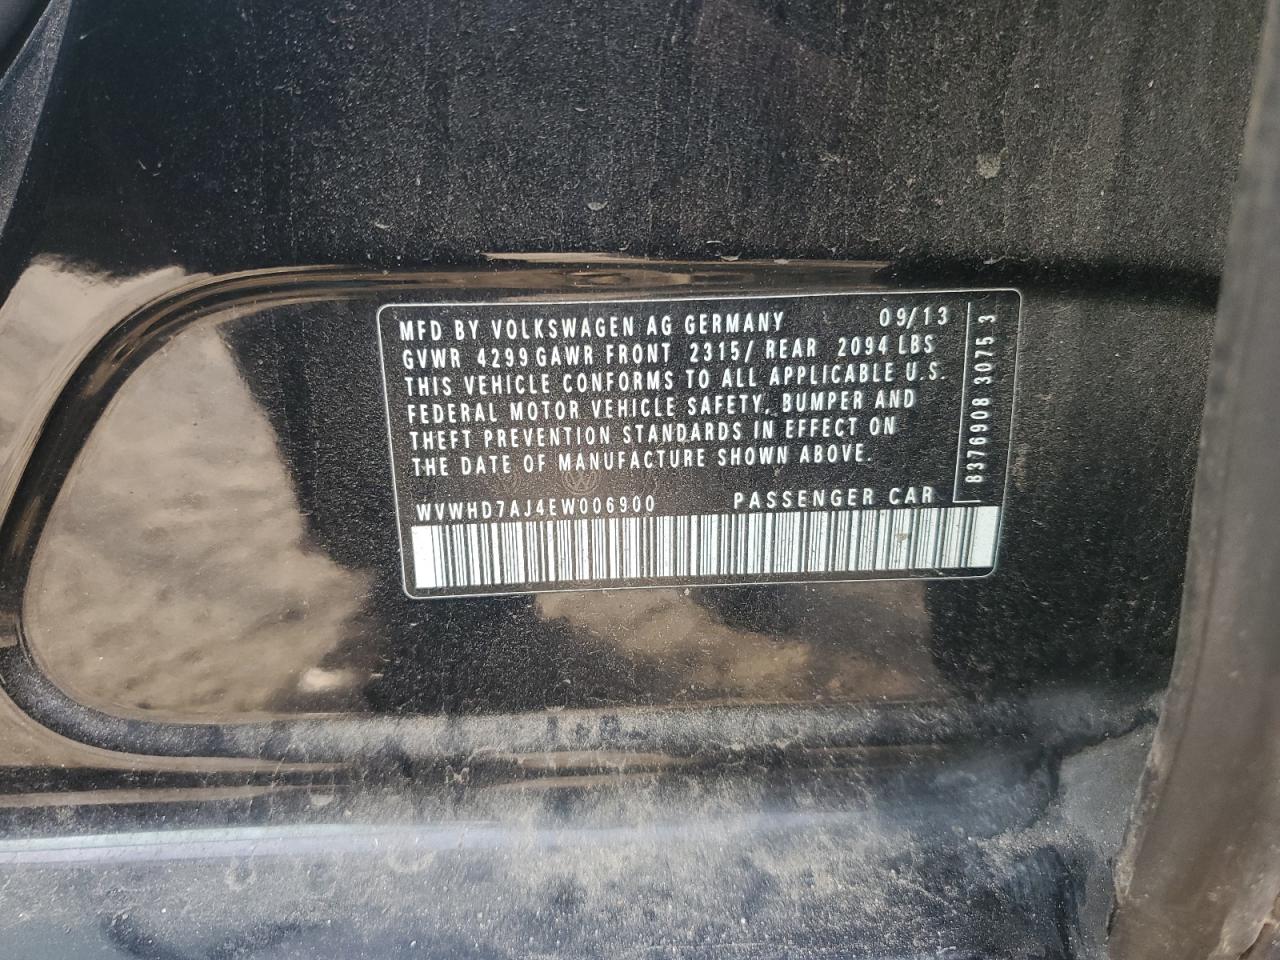 MFD BY VOLKSWAGEN AG GERMANY 09/13
GVWR 4299 GAWR FRONT 2315/ REAR 2094 LBS
THIS VEHICLE CONFORMS TO ALL APPLICABLE U.S.
FEDERAL MOTOR VEHICLE SAFETY, BUMPER AND
THEFT PREVENTION STANDARDS IN EFFECT ON
THE DATE OF MANUFACTURE SHOWN ABOVE.
WVWHD7AJ4EW006900 PASSENGER CAR
8376908 3075 3